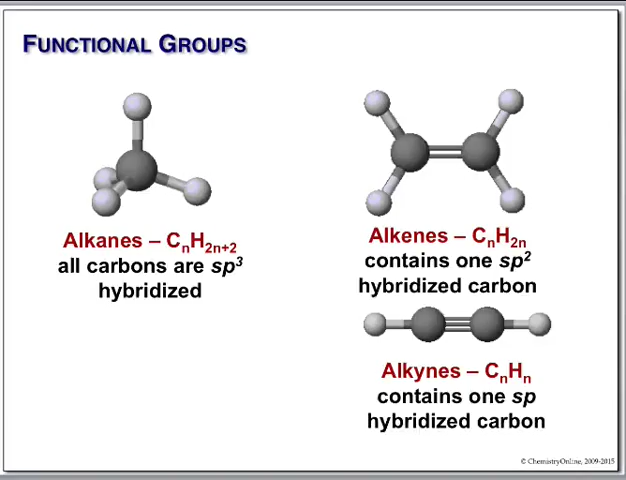 FUNCTIONAL GROUPS
Alkanes – CₙH₂ₙ₊₂
all carbons are sp³
hybridized
Alkenes – CₙH₂ₙ
contains one sp²
hybridized carbon
Alkynes – CₙHₙ
contains one sp
hybridized carbon
© ChemistryOnline, 2009-2015